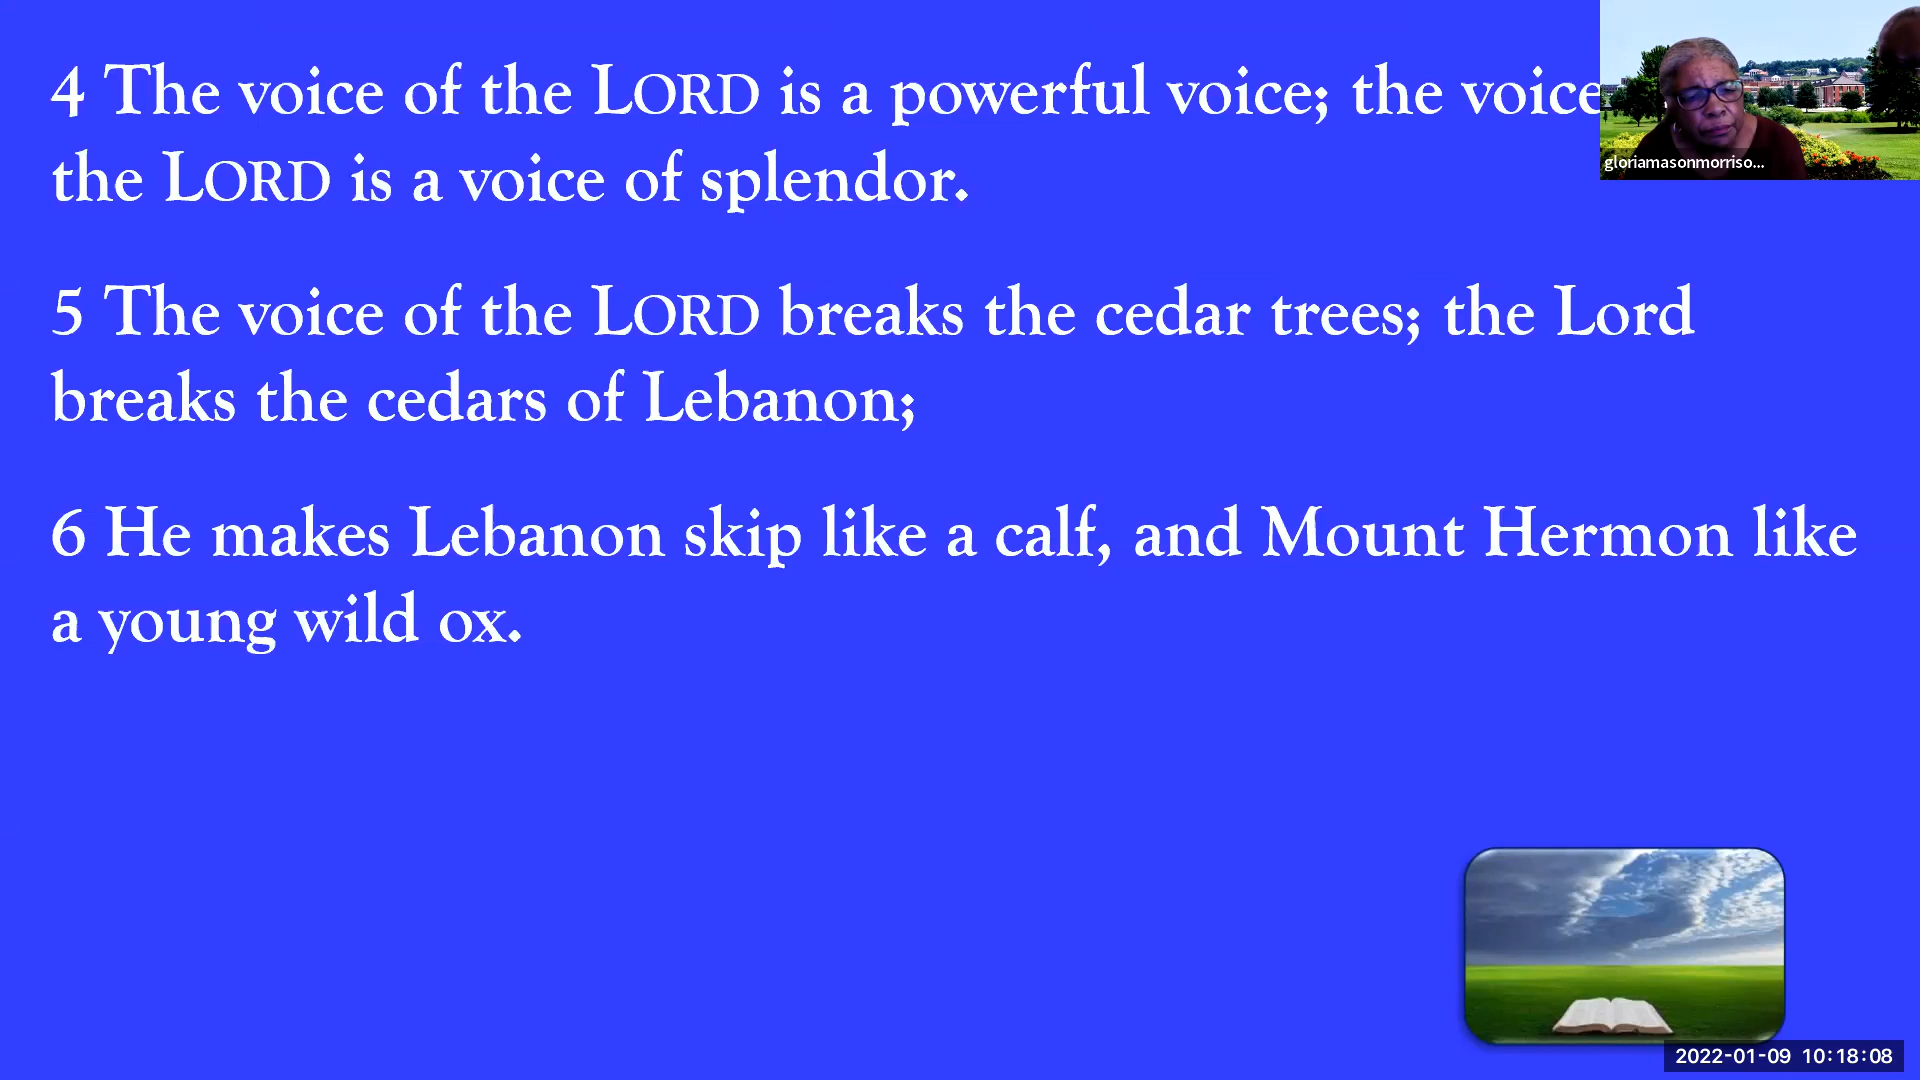 4 The voice of the LORD is a powerful voice; the voice
the LORD is a voice of splendor.
5 The voice of the LORD breaks the cedar trees; the Lord
breaks the cedars of Lebanon;
6 He makes Lebanon skip like a calf, and Mount Hermon like
a young wild ox.
gloriamasonmorriso...
2022-01-09 10:18:08